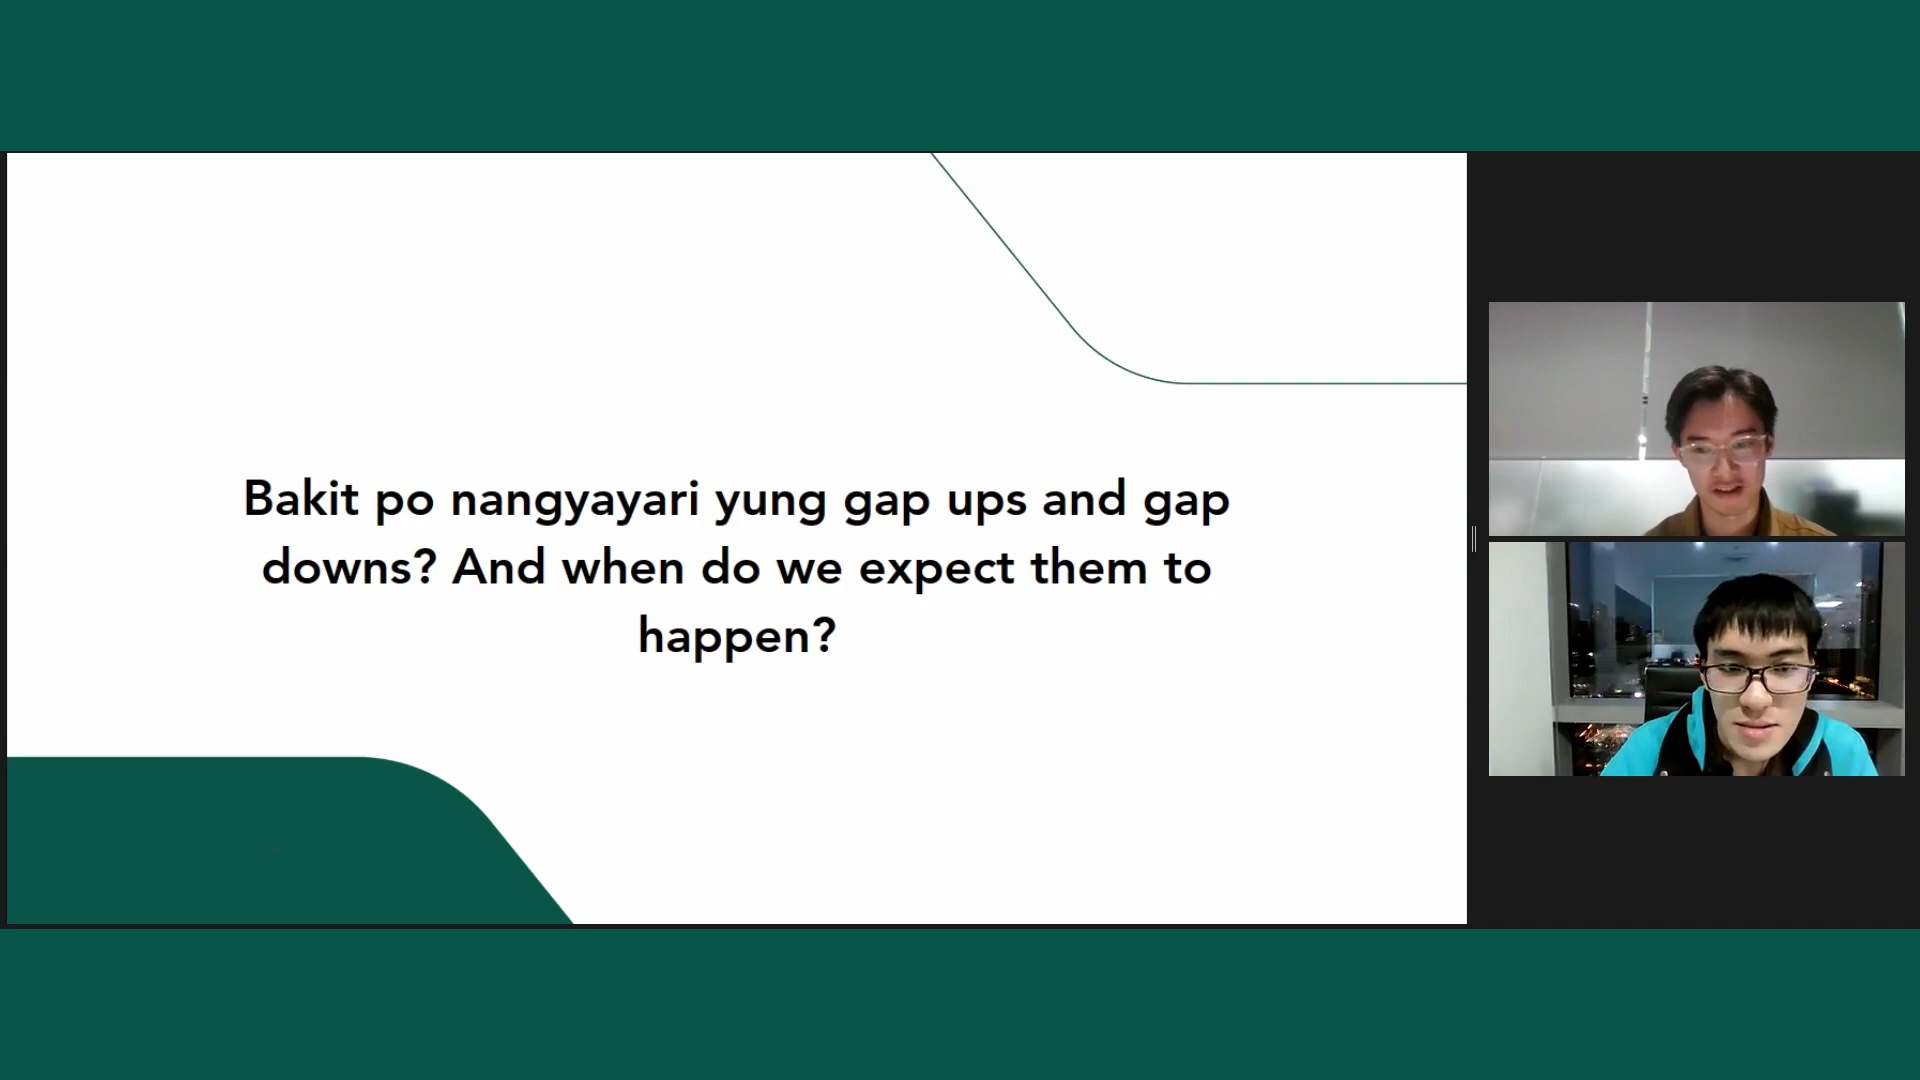 Bakit po nangyayari yung gap ups and gap
downs? And when do we expect them to
happen?